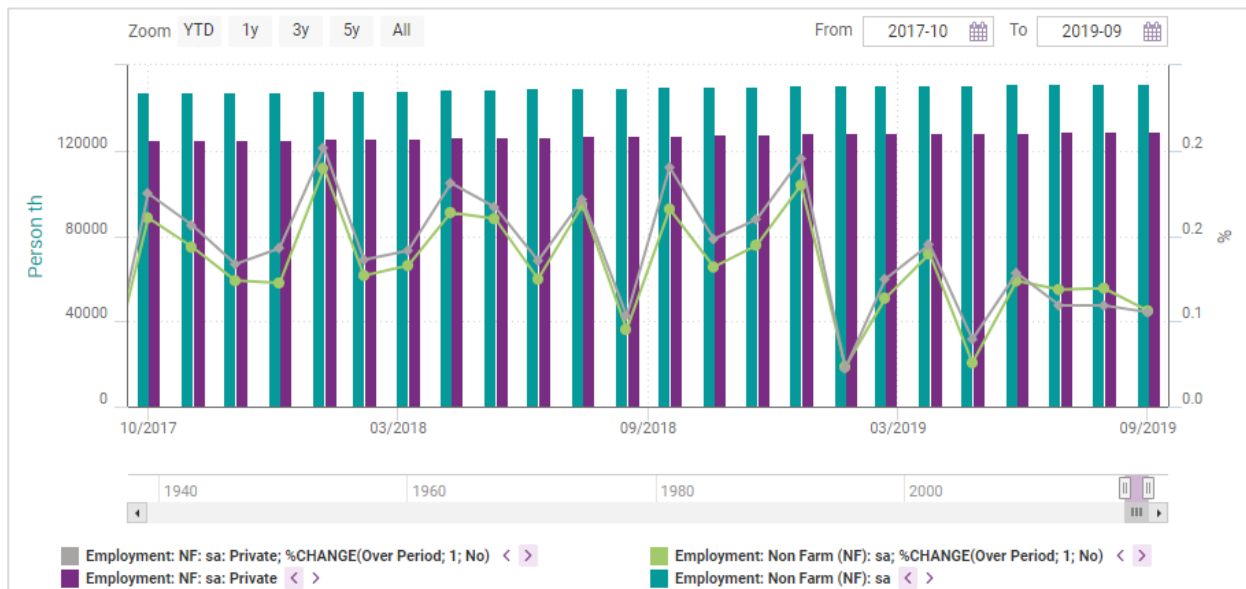 Zoom YTD 1y 3y 5y All From 2017-10 To 2019-09
Person th
120000
80000
40000
0
0.2
0.2
0.1
0.0
%
10/2017 03/2018 09/2018 03/2019 09/2019
1940 1960 1980 2000
Employment: NF: sa: Private; %CHANGE(Over Period; 1; No) < >
Employment: Non Farm (NF): sa; %CHANGE(Over Period; 1; No) < >
Employment: NF: sa: Private < >
Employment: Non Farm (NF): sa < >